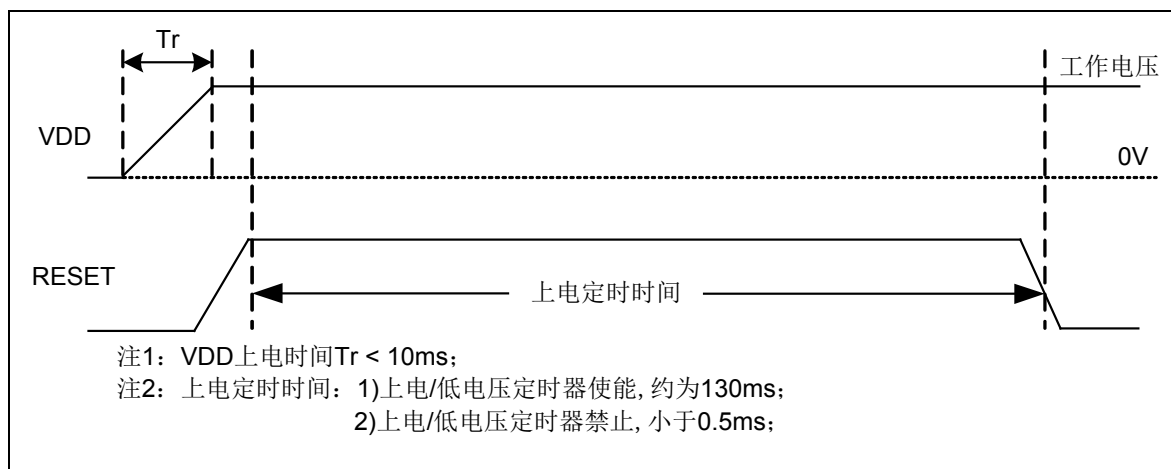 Tr
工作电压
VDD
0V
RESET
上电定时时间
注1：VDD上电时间Tr < 10ms；
注2：上电定时时间：1)上电/低电压定时器使能, 约为130ms；
2)上电/低电压定时器禁止, 小于0.5ms；